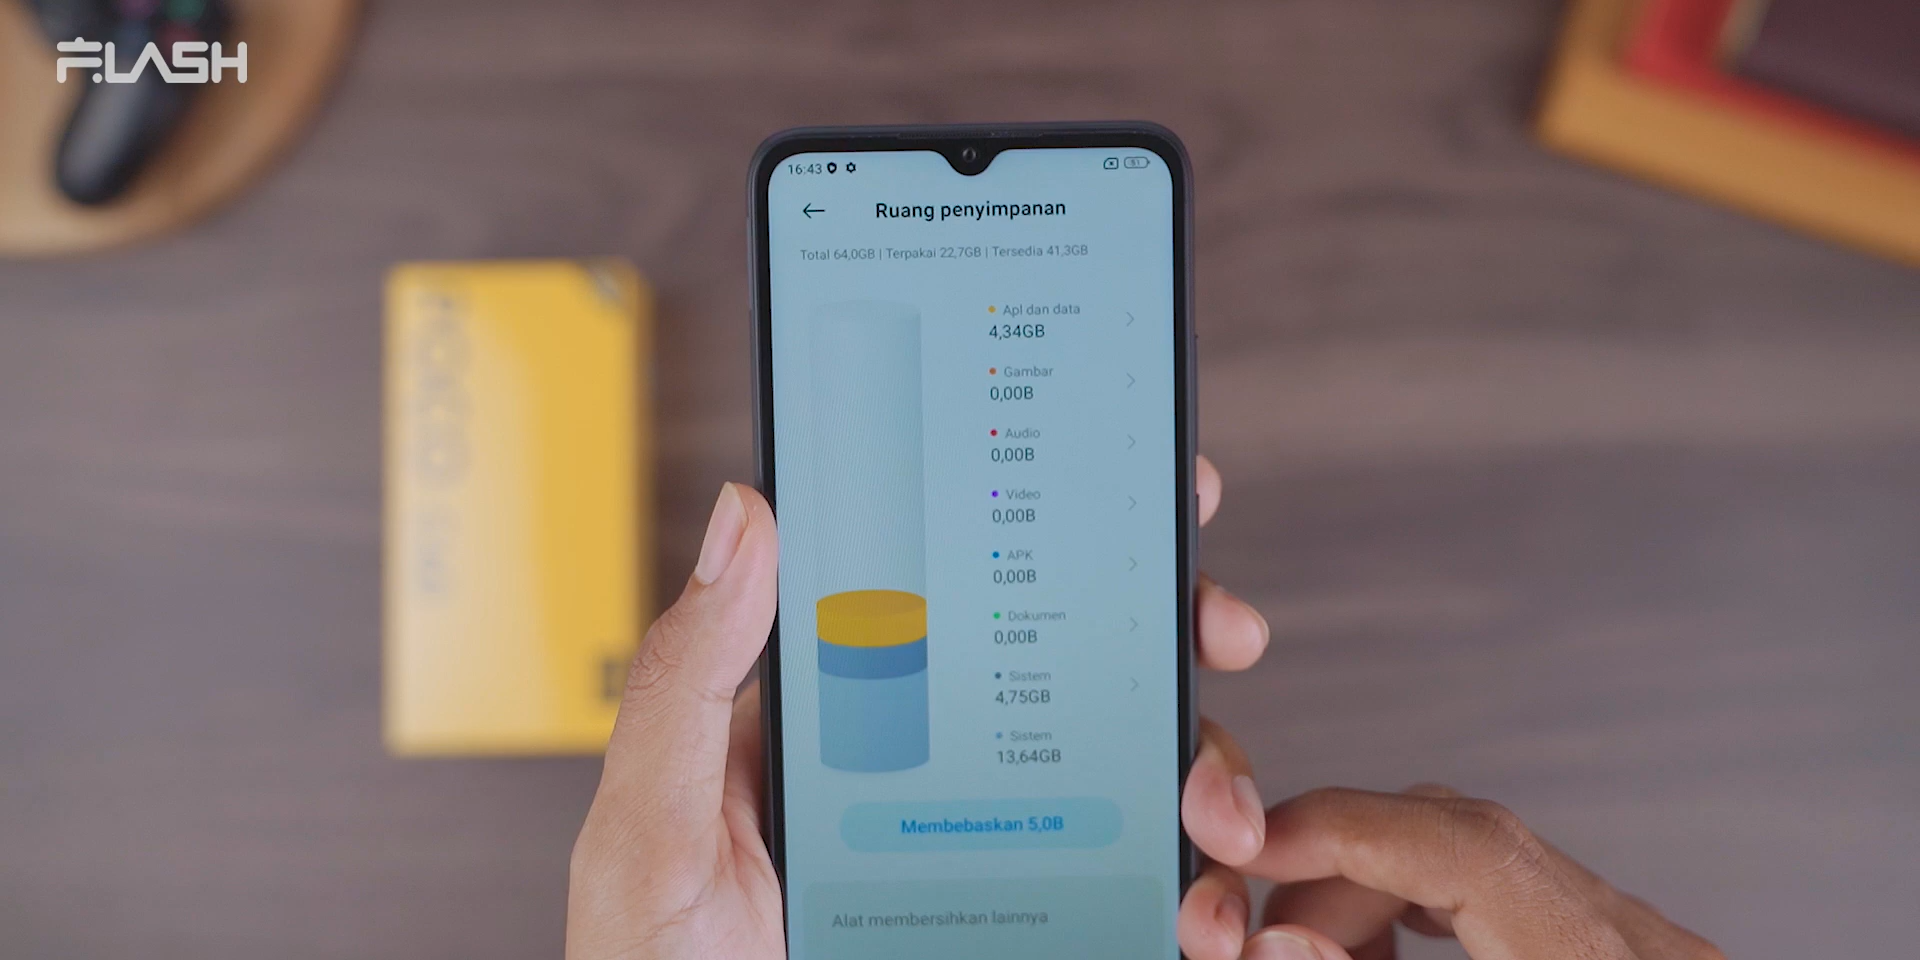 FLASH
16:43
51
Ruang penyimpanan
Total 64,0GB | Terpakai 22,7GB | Tersedia 41,3GB
Apl dan data
4,34GB
Gambar
0,00B
Audio
0,00B
Video
0,00B
APK
0,00B
Dokumen
0,00B
Sistem
4,75GB
Sistem
13,64GB
Membebaskan 5,0B
Alat membersihkan lainnya
POCO